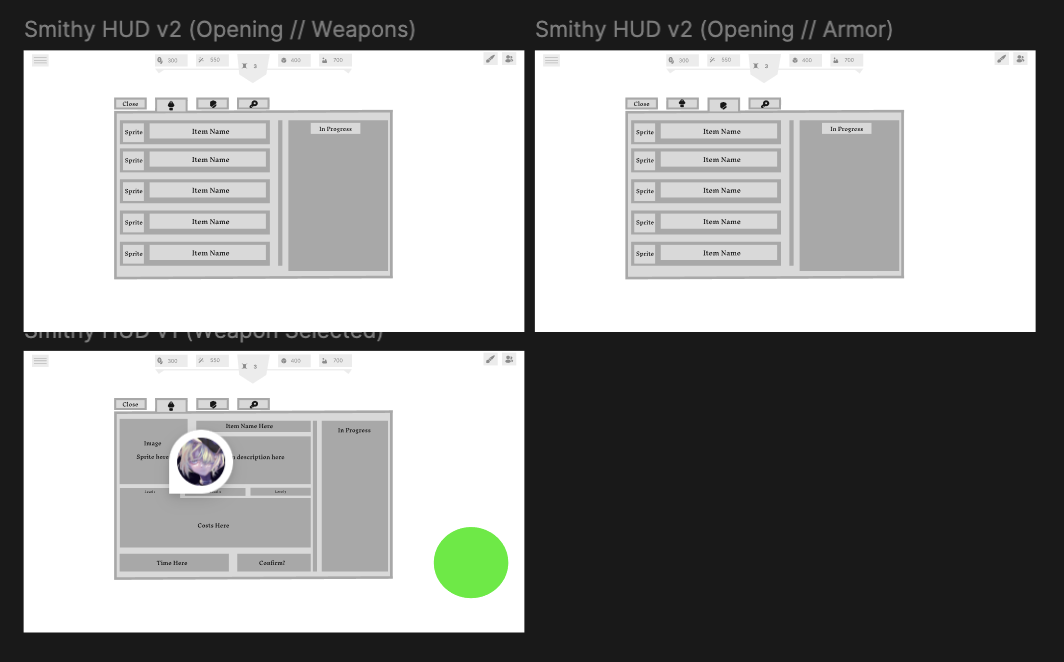 Smithy HUD v2 (Opening // Weapons)
Smithy HUD v2 (Opening // Armor)
300 550 3 400 700
300 550 3 400 700
Close
Close
Sprite Item Name In Progress
Sprite Item Name
Sprite Item Name
Sprite Item Name
Sprite Item Name
Sprite Item Name In Progress
Sprite Item Name
Sprite Item Name
Sprite Item Name
Sprite Item Name
Smithy HUD v1 (Weapon Selected)
300 550 3 400 700
Close
Item Name Here
In Progress
Image
Sprite here
description here
Costs Here
Time Here
Confirm?